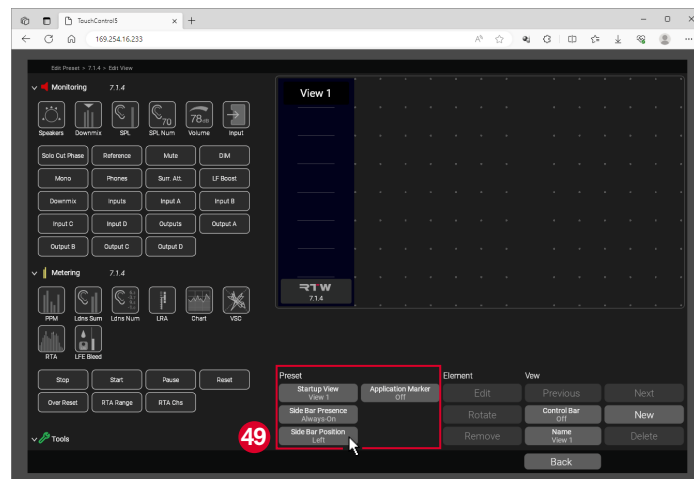 TouchControl5
169.254.16.233
Edit Preset > 7.1.4 > Edit View
Monitoring 7.1.4
Speakers Downmix SPL SPL Num Volume Input
70
78 dB
Solo Cut Phase Reference Mute DIM
Mono Phones Surr. Att. LF Boost
Downmix Inputs Input A Input B
Input C Input D Outputs Output A
Output B Output C Output D
Metering 7.1.4
PPM Ldns Sum Ldns Num LRA Chart VSC
RTA LFE Bleed
Stop Start Pause Reset
Over Reset RTA Range RTA Chs
Tools
View 1
RTW
7.1.4
49
Preset
Startup View
View 1
Application Marker
Off
Side Bar Presence
Always-On
Side Bar Position
Left
Element
Edit
Rotate
Remove
Vew
Previous Next
Control Bar
Off
New
Name
View 1
Delete
Back